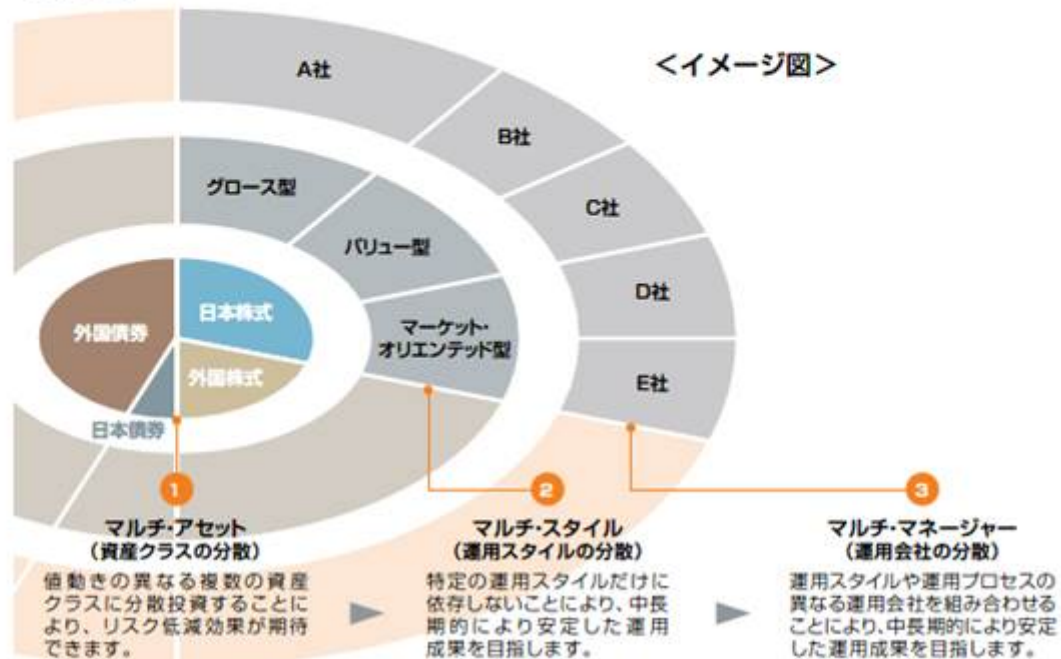 <イメージ図>
A社
B社
C社
D社
E社
グロース型
バリュー型
マーケット・
オリエンテッド型
外国債券
日本株式
外国株式
日本債券
1
マルチ・アセット
(資産クラスの分散)
値動きの異なる複数の資産
クラスに分散投資することに
より、リスク低減効果が期待
できます。
2
マルチ・スタイル
(運用スタイルの分散)
特定の運用スタイルだけに
依存しないことにより、中長
期的により安定した運用
成果を目指します。
3
マルチ・マネージャー
(運用会社の分散)
運用スタイルや運用プロセスの
異なる運用会社を組み合わせる
ことにより、中長期的により安定
した運用成果を目指します。